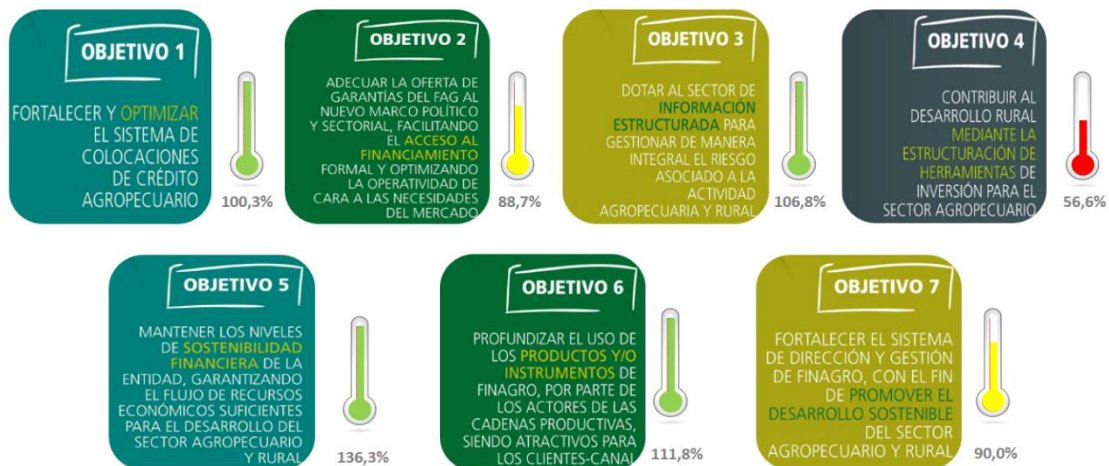 OBJETIVO 1
FORTALECER Y OPTIMIZAR
EL SISTEMA DE
COLOCACIONES
DE CRÉDITO
AGROPECUARIO
100,3%
OBJETIVO 2
ADECUAR LA OFERTA DE
GARANTÍAS DEL FAG AL
NUEVO MARCO POLÍTICO
Y SECTORIAL, FACILITANDO
EL ACCESO AL
FINANCIAMIENTO
FORMAL Y OPTIMIZANDO
LA OPERATIVIDAD DE
CARA A LAS NECESIDADES
DEL MERCADO
88,7%
OBJETIVO 3
DOTAR AL SECTOR DE
INFORMACIÓN
ESTRUCTURADA PARA
GESTIONAR DE MANERA
INTEGRAL EL RIESGO
ASOCIADO A LA
ACTIVIDAD
AGROPECUARIA Y RURAL
106,8%
OBJETIVO 4
CONTRIBUIR AL
DESARROLLO RURAL
MEDIANTE LA
ESTRUCTURACIÓN DE
HERRAMIENTAS DE
INVERSIÓN PARA EL
SECTOR AGROPECUARIO
56,6%
OBJETIVO 5
MANTENER LOS NIVELES
DE SOSTENIBILIDAD
FINANCIERA DE LA
ENTIDAD, GARANTIZANDO
EL FLUJO DE RECURSOS
ECONÓMICOS SUFICIENTES
PARA EL DESARROLLO DEL
SECTOR AGROPECUARIO
Y RURAL
136,3%
OBJETIVO 6
PROFUNDIZAR EL USO DE
LOS PRODUCTOS Y/O
INSTRUMENTOS DE
FINAGRO, POR PARTE DE
LOS ACTORES DE LAS
CADENAS PRODUCTIVAS,
SIENDO ATRACTIVOS PARA
LOS CLIENTES-CANAL
111,8%
OBJETIVO 7
FORTALECER EL SISTEMA
DE DIRECCIÓN Y GESTIÓN
DE FINAGRO, CON EL FIN
DE PROMOVER EL
DESARROLLO SOSTENIBLE
DEL SECTOR
AGROPECUARIO Y RURAL
90,0%